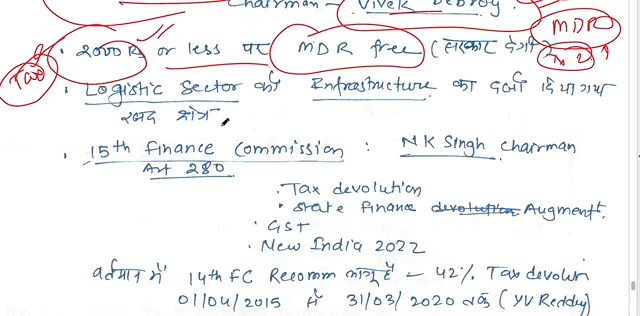 Chairman - Vivek Debroy
MDR
• 2000 Rs or less पर MDR free (सरकार देगी)
• Logistic Sector को Infrastructure का दर्जा दिया गया
• 15th Finance Commission : NK Singh Chairman
Art 280
• Tax devolution
• State finance devolution Augment.
• GST
• New India 2022
वर्तमान में 14th FC Recomm लागू है - 42% Tax devoluti
01/04/2015 से 31/03/2020 तक (YV Reddy)